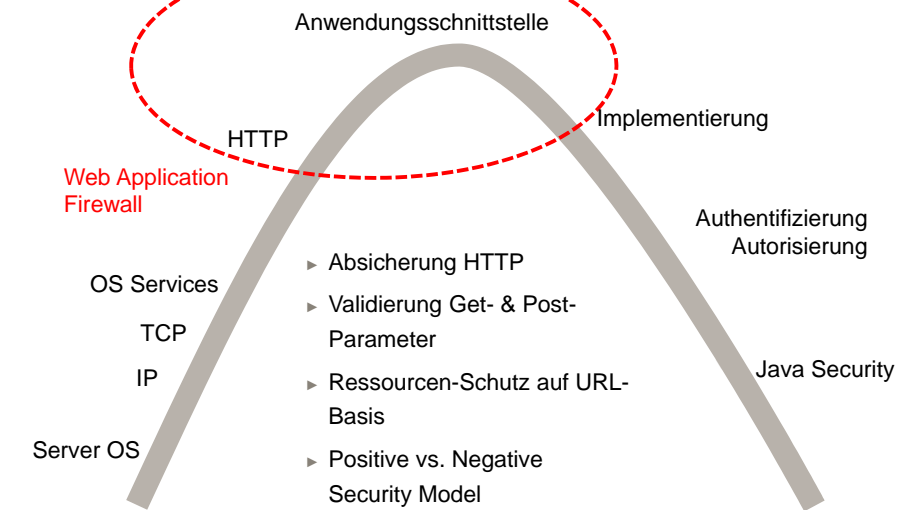 Anwendungsschnittstelle
Implementierung
HTTP
Web Application
Firewall
Authentifizierung
Autorisierung
► Absicherung HTTP
OS Services
► Validierung Get- & Post-
Parameter
TCP
IP
Java Security
► Ressourcen-Schutz auf URL-
Basis
Server OS
► Positive vs. Negative
Security Model